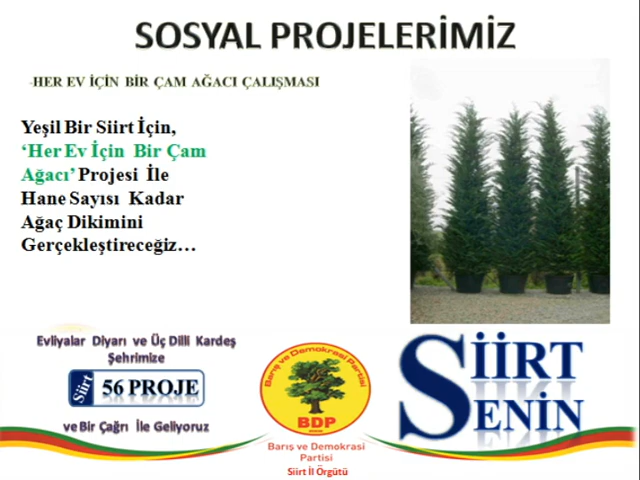 SOSYAL PROJELERİMİZ
-HER EV İÇİN BİR ÇAM AĞACI ÇALIŞMASI
Yeşil Bir Siirt İçin,
‘Her Ev İçin Bir Çam
Ağacı’ Projesi İle
Hane Sayısı Kadar
Ağaç Dikimini
Gerçekleştireceğiz…
Evliyalar Diyarı ve Üç Dilli Kardeş
Şehrimize
Siirt 56 PROJE
ve Bir Çağrı İle Geliyoruz
Barış ve Demokrasi Partisi
BDP
Barış ve Demokrasi
Partisi
Siirt İl Örgütü
SİİRT
SENİN